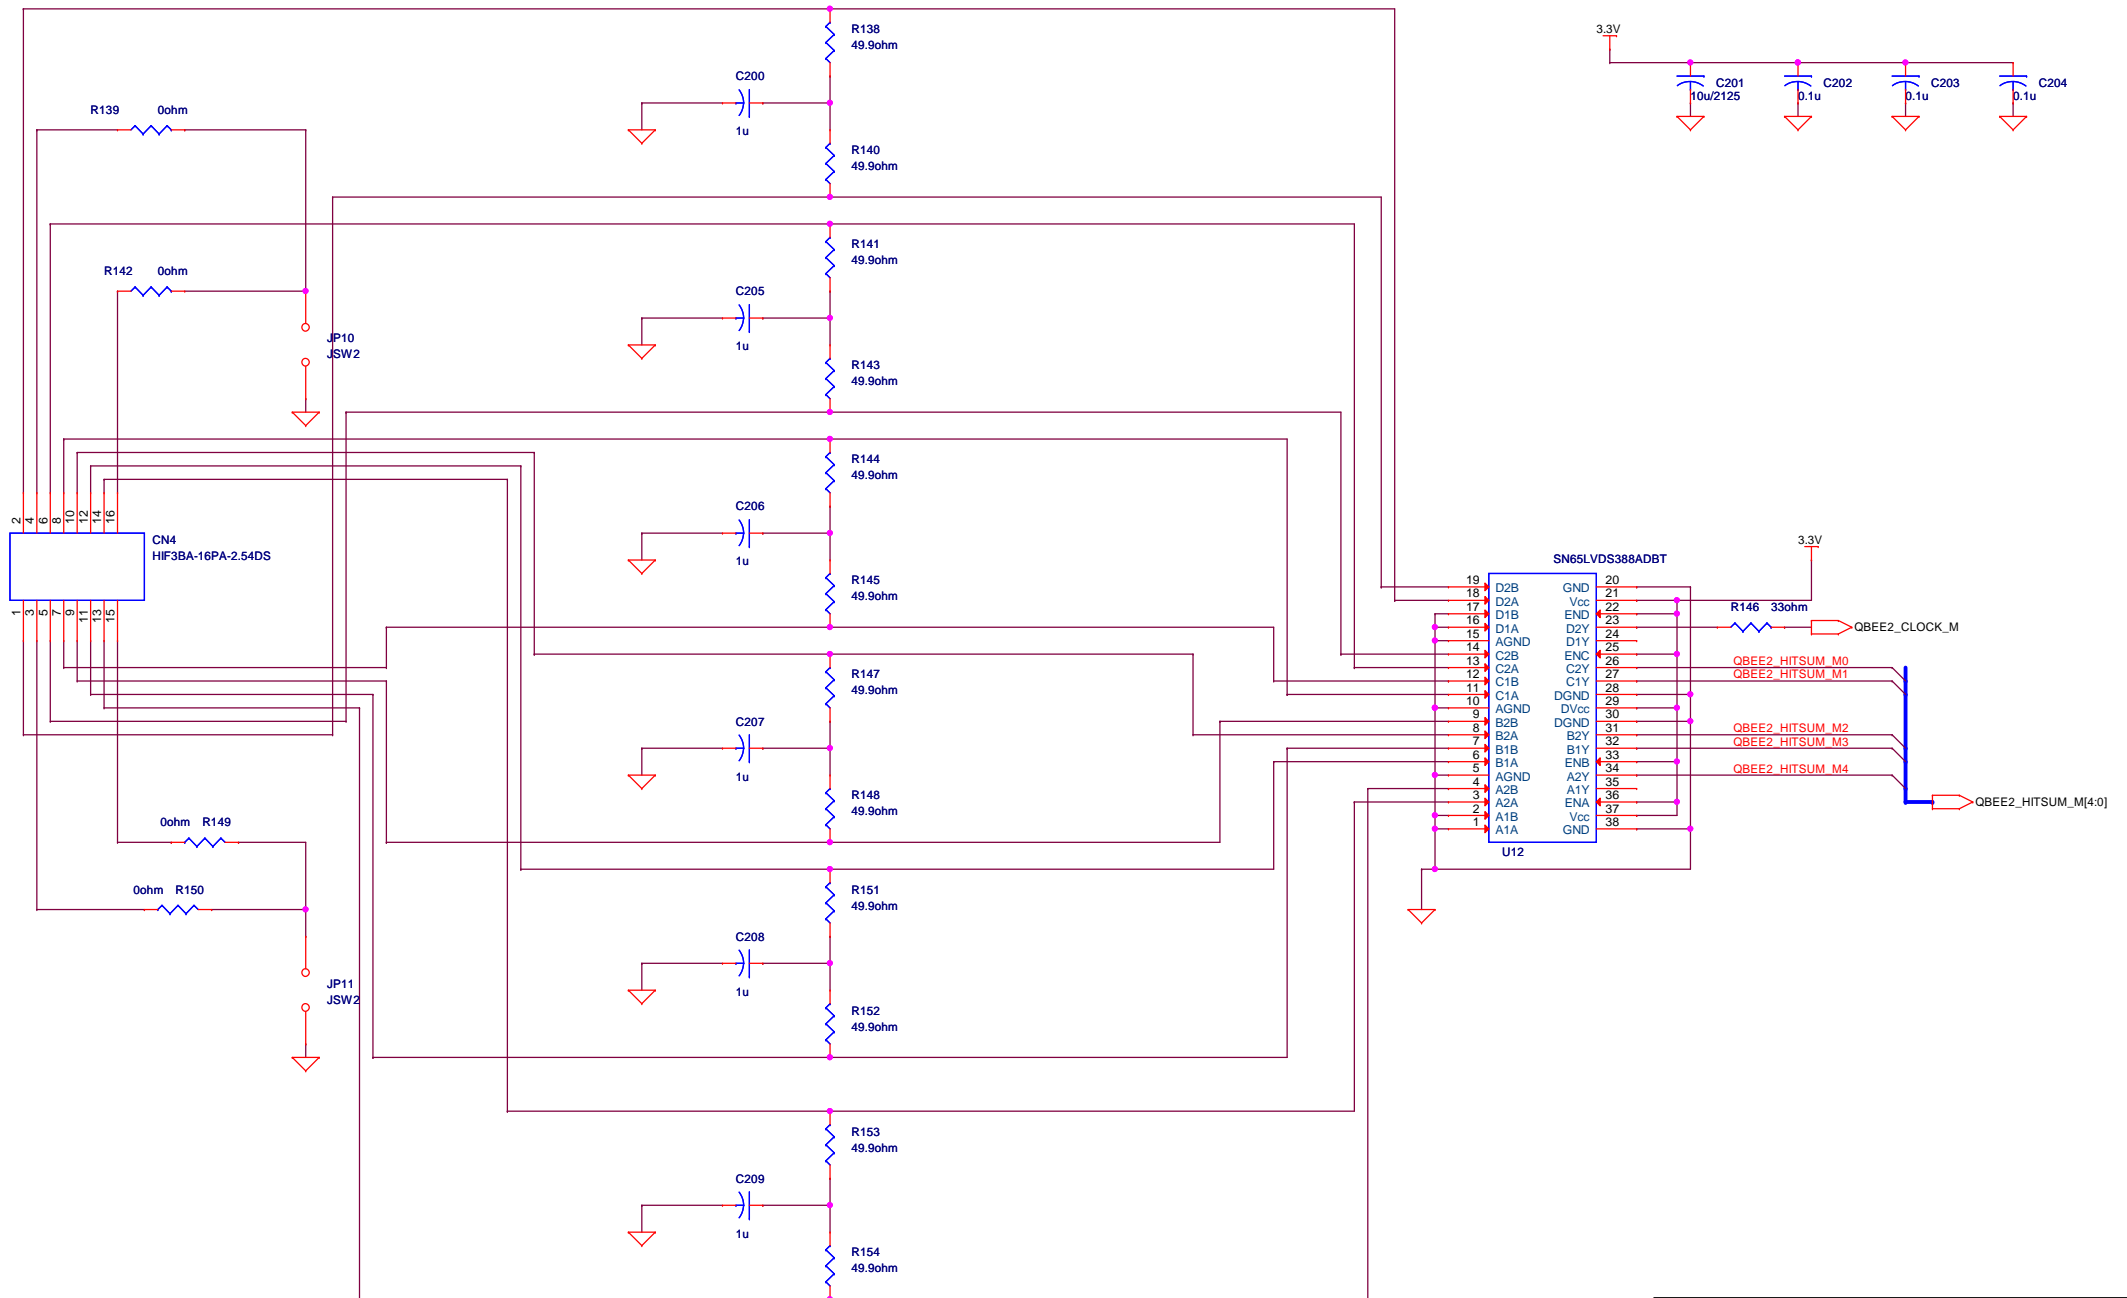 R138
49.9ohm
C200
1u
R140
49.9ohm
R139 0ohm
R142 0ohm
JP10
JSW2
3.3V
C201
10u/2125
C202
0.1u
C203
0.1u
C204
0.1u
R141
49.9ohm
C205
1u
R143
49.9ohm
R144
49.9ohm
C206
1u
R145
49.9ohm
2 4 6 8 10 12 14 16
CN4
HIF3BA-16PA-2.54DS
1 3 5 7 9 11 13 15
R147
49.9ohm
C207
1u
R148
49.9ohm
0ohm R149
0ohm R150
JP11
JSW2
R151
49.9ohm
C208
1u
R152
49.9ohm
R153
49.9ohm
C209
1u
R154
49.9ohm
SN65LVDS388ADBT
3.3V
19 D2B GND 20
18 D2A Vcc 21
17 D1B END 22
16 D1A D2Y 23
15 AGND D1Y 24
14 C2B ENC 25
13 C2A C2Y 26
12 C1B C1Y 27
11 C1A DGND 28
10 AGND DVcc 29
9 B2B DGND 30
8 B2A B2Y 31
7 B1B B1Y 32
6 B1A ENB 33
5 AGND A2Y 34
4 A2B A1Y 35
3 A2A ENA 36
2 A1B Vcc 37
1 A1A GND 38
U12
R146 33ohm
QBEE2_CLOCK_M
QBEE2_HITSUM_M0
QBEE2_HITSUM_M1
QBEE2_HITSUM_M2
QBEE2_HITSUM_M3
QBEE2_HITSUM_M4
QBEE2_HITSUM_M[4:0]